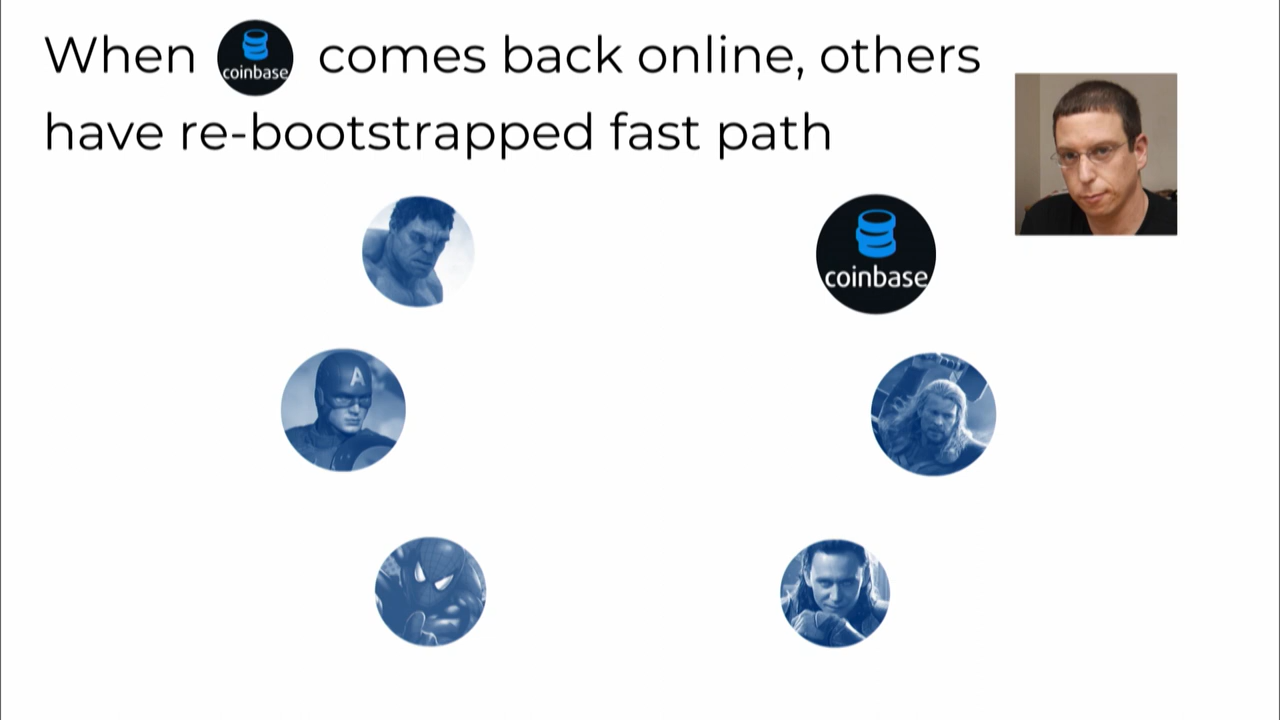 When coinbase comes back online, others
have re-bootstrapped fast path
coinbase
A